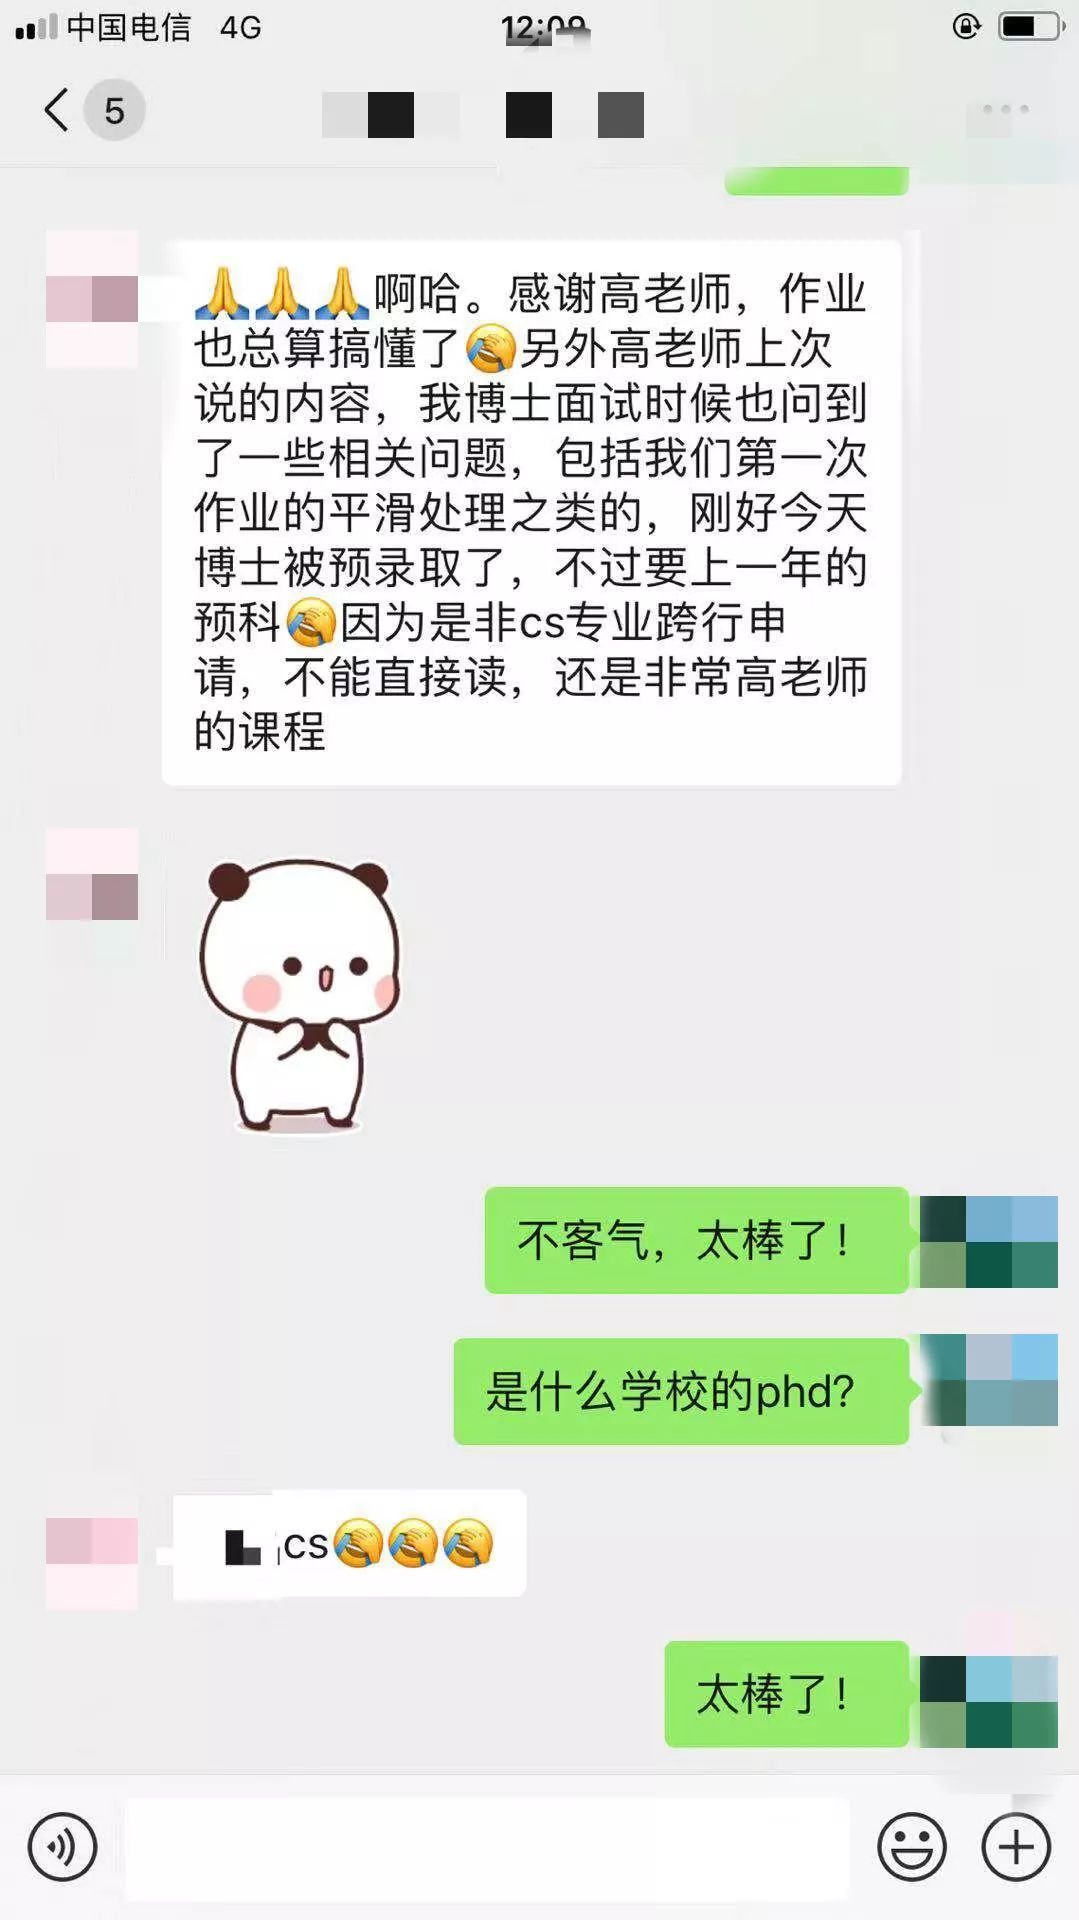 中国电信 4G 12:09
5
🙏🙏🙏啊哈。感谢高老师，作业
也总算搞懂了🤣另外高老师上次
说的内容，我博士面试时候也问到
了一些相关问题，包括我们第一次
作业的平滑处理之类的，刚好今天
博士被预录取了，不过要上一年的
预科🤣因为是非cs专业跨行申
请，不能直接读，还是非常高老师
的课程
不客气，太棒了！
是什么学校的phd？
cs🤣🤣🤣
太棒了！